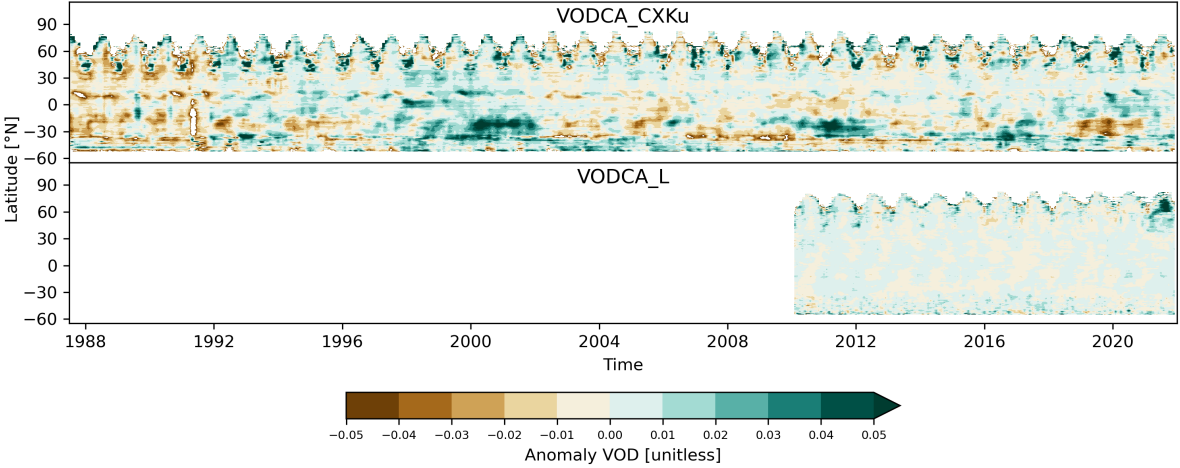 VODCA_CXKu
90
60
30
0
−30
−60
VODCA_L
90
60
30
0
−30
−60
Latitude [°N]
1988 1992 1996 2000 2004 2008 2012 2016 2020
Time
−0.05 −0.04 −0.03 −0.02 −0.01 0.00 0.01 0.02 0.03 0.04 0.05
Anomaly VOD [unitless]